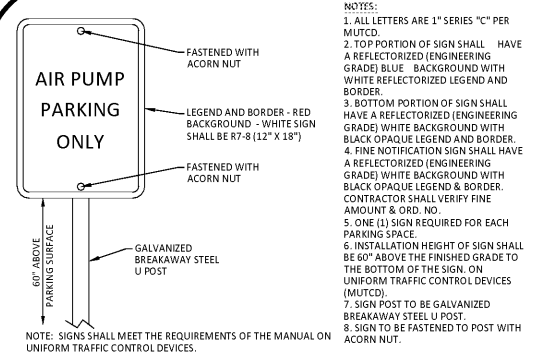 FASTENED WITH
ACORN NUT
AIR PUMP
PARKING
ONLY
LEGEND AND BORDER - RED
BACKGROUND - WHITE SIGN
SHALL BE R7-8 (12" X 18")
FASTENED WITH
ACORN NUT
60" ABOVE
PARKING SURFACE
GALVANIZED
BREAKAWAY STEEL
U POST
NOTE: SIGNS SHALL MEET THE REQUIREMENTS OF THE MANUAL ON
UNIFORM TRAFFIC CONTROL DEVICES.
NOTES:
1. ALL LETTERS ARE 1" SERIES "C" PER
MUTCD.
2. TOP PORTION OF SIGN SHALL HAVE
A REFLECTORIZED (ENGINEERING
GRADE) BLUE BACKGROUND WITH
WHITE REFLECTORIZED LEGEND AND
BORDER.
3. BOTTOM PORTION OF SIGN SHALL
HAVE A REFLECTORIZED (ENGINEERING
GRADE) WHITE BACKGROUND WITH
BLACK OPAQUE LEGEND AND BORDER.
4. FINE NOTIFICATION SIGN SHALL HAVE
A REFLECTORIZED (ENGINEERING
GRADE) WHITE BACKGROUND WITH
BLACK OPAQUE LEGEND & BORDER.
CONTRACTOR SHALL VERIFY FINE
AMOUNT & ORD. NO.
5. ONE (1) SIGN REQUIRED FOR EACH
PARKING SPACE.
6. INSTALLATION HEIGHT OF SIGN SHALL
BE 60" ABOVE THE FINISHED GRADE TO
THE BOTTOM OF THE SIGN. ON
UNIFORM TRAFFIC CONTROL DEVICES
(MUTCD).
7. SIGN POST TO BE GALVANIZED
BREAKAWAY STEEL U POST.
8. SIGN TO BE FASTENED TO POST WITH
ACORN NUT.